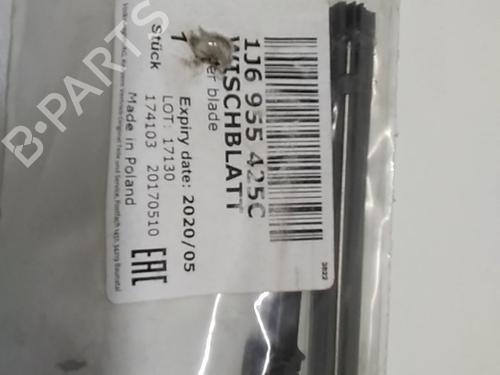 1J6 955 425C
WISCHBLATT
blade
Stück
1
Expiry date: 2020/05
LOT: 17130
174103 20170510
Made in Poland
EAC
3822
B-Parts